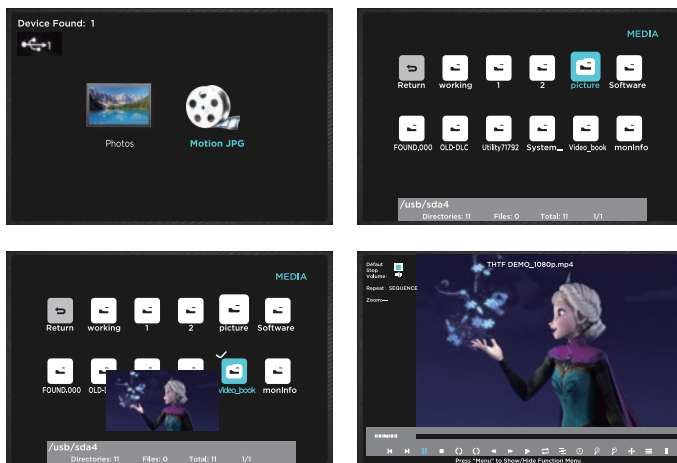 Device Found: 1
1
Photos
Motion JPG
MEDIA
Return working 1 2 picture Software
FOUND,000 OLD-DLC Utility71792 System_ Video_book monInfo
/usb/sda4
Directories: 11 Files: 0 Total: 11 1/1
MEDIA
Return working 1 2 picture Software
FOUND.000 OLD- Video_book monInfo
/usb/sda4
Directories: 11 Files: 0 Total: 11 1/1
Défaut
Stop
Volume:
Repeat: SEQUENCE
Zoom:
THTF DEMO_1080p.mp4
Press "Menu" to Show/Hide Function Menu